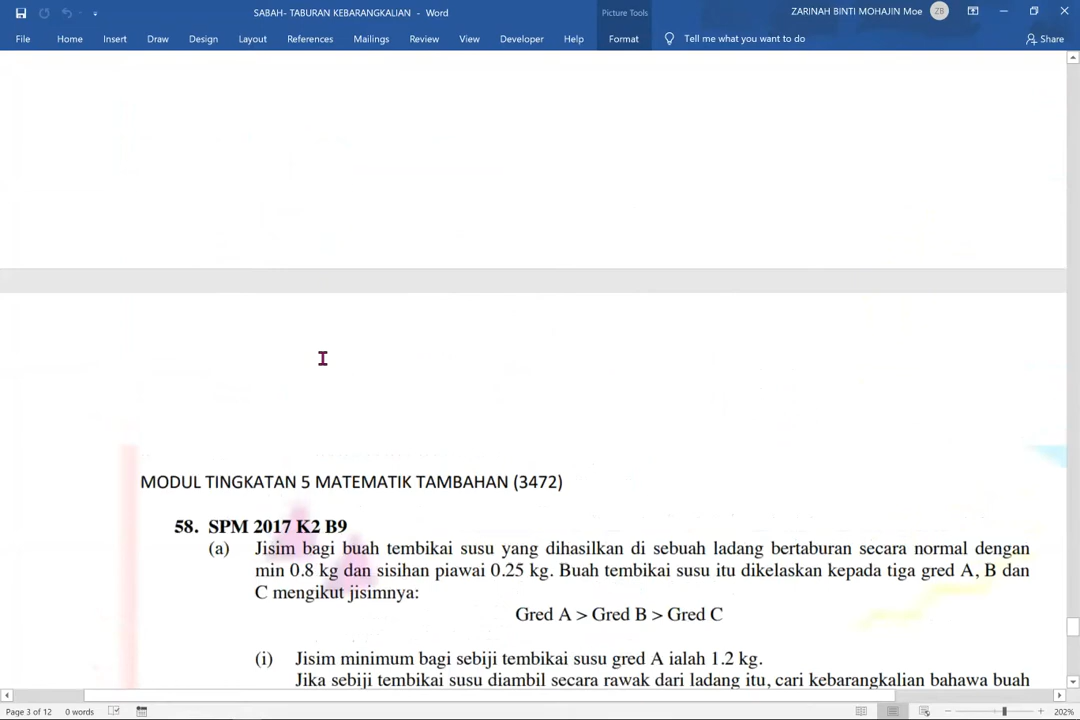 SABAH- TABURAN KEBARANGKALIAN - Word
Picture Tools
ZARINAH BINTI MOHAJIN Moe
ZB
File
Home
Insert
Draw
Design
Layout
References
Mailings
Review
View
Developer
Help
Format
Tell me what you want to do
Share
MODUL TINGKATAN 5 MATEMATIK TAMBAHAN (3472)
58. SPM 2017 K2 B9
(a) Jisim bagi buah tembikai susu yang dihasilkan di sebuah ladang bertaburan secara normal dengan
min 0.8 kg dan sisihan piawai 0.25 kg. Buah tembikai susu itu dikelaskan kepada tiga gred A, B dan
C mengikut jisimnya:
Gred A > Gred B > Gred C
(i) Jisim minimum bagi sebiji tembikai susu gred A ialah 1.2 kg.
Jika sebiji tembikai susu diambil secara rawak dari ladang itu, cari kebarangkalian bahawa buah
Page 3 of 12
0 words
202%